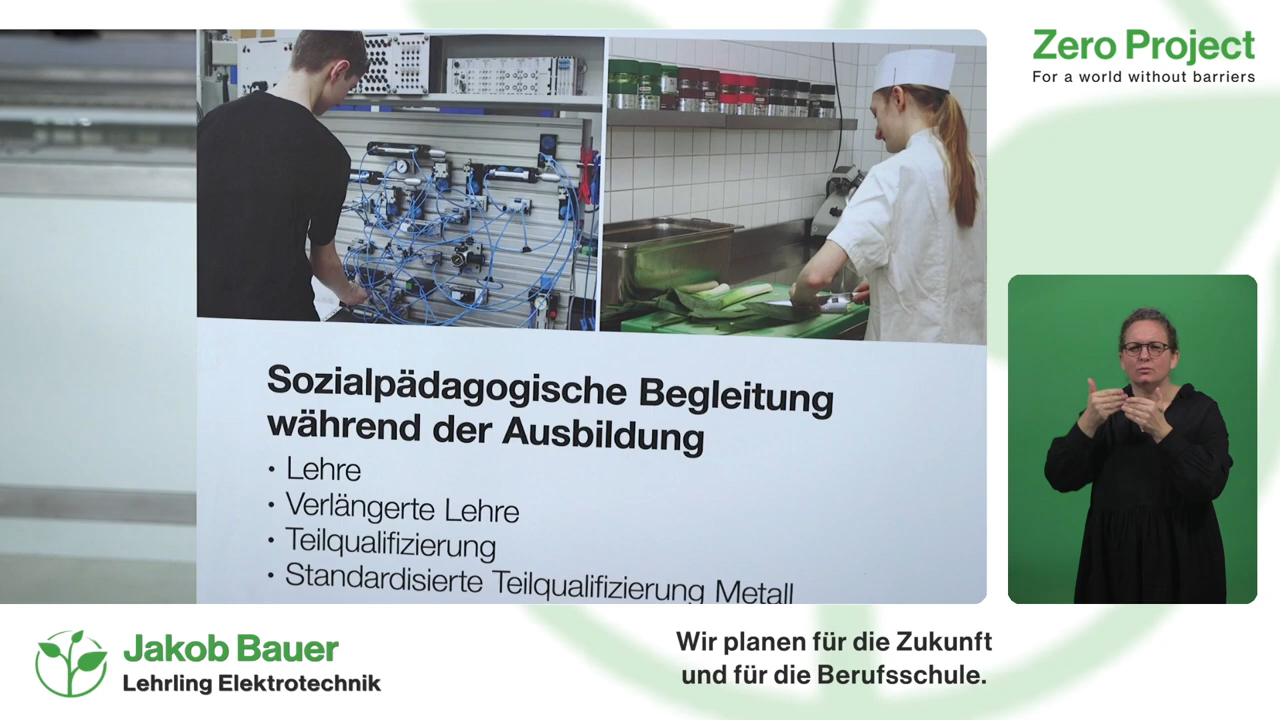 Zero Project
For a world without barriers
Sozialpädagogische Begleitung
während der Ausbildung
• Lehre
• Verlängerte Lehre
• Teilqualifizierung
• Standardisierte Teilqualifizierung Metall
Jakob Bauer
Lehrling Elektrotechnik
Wir planen für die Zukunft
und für die Berufsschule.